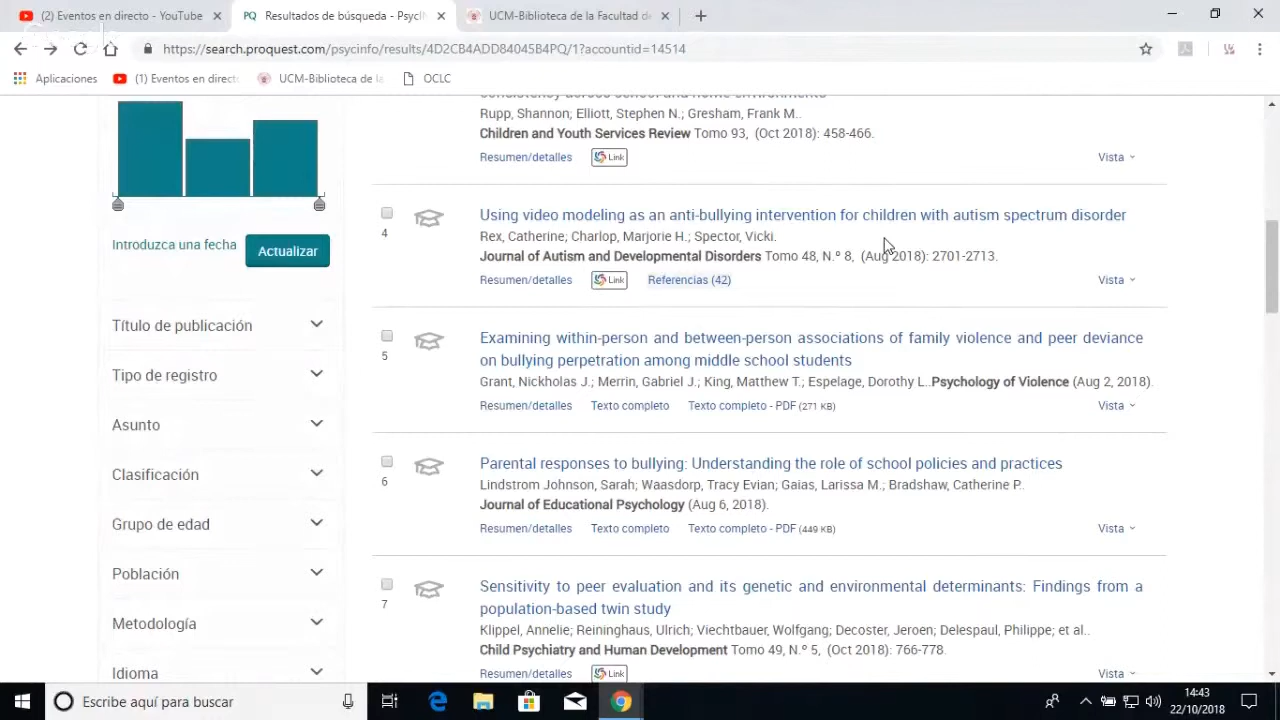 (2) Eventos en directo - YouTube
Resultados de búsqueda - PsycIN
UCM-Biblioteca de la Facultad de
https://search.proquest.com/psycinfo/results/4D2CB4ADD84045B4PQ/1?accountid=14514
Aplicaciones
(1) Eventos en direct
UCM-Biblioteca de la
OCLC
consistency across school and home environments
Rupp, Shannon; Elliott, Stephen N.; Gresham, Frank M..
Children and Youth Services Review Tomo 93, (Oct 2018): 458-466.
Resumen/detalles Link Vista
Introduzca una fecha
Actualizar
Título de publicación
Tipo de registro
Asunto
Clasificación
Grupo de edad
Población
Metodología
Idioma
4
Using video modeling as an anti-bullying intervention for children with autism spectrum disorder
Rex, Catherine; Charlop, Marjorie H.; Spector, Vicki.
Journal of Autism and Developmental Disorders Tomo 48, N.º 8, (Aug 2018): 2701-2713.
Resumen/detalles Link Referencias (42) Vista
5
Examining within-person and between-person associations of family violence and peer deviance
on bullying perpetration among middle school students
Grant, Nickholas J.; Merrin, Gabriel J.; King, Matthew T.; Espelage, Dorothy L..Psychology of Violence (Aug 2, 2018).
Resumen/detalles Texto completo Texto completo - PDF (271 KB) Vista
6
Parental responses to bullying: Understanding the role of school policies and practices
Lindstrom Johnson, Sarah; Waasdorp, Tracy Evian; Gaias, Larissa M.; Bradshaw, Catherine P..
Journal of Educational Psychology (Aug 6, 2018).
Resumen/detalles Texto completo Texto completo - PDF (449 KB) Vista
7
Sensitivity to peer evaluation and its genetic and environmental determinants: Findings from a
population-based twin study
Klippel, Annelie; Reininghaus, Ulrich; Viechtbauer, Wolfgang; Decoster, Jeroen; Delespaul, Philippe; et al..
Child Psychiatry and Human Development Tomo 49, N.º 5, (Oct 2018): 766-778.
Resumen/detalles Link Vista
Escribe aquí para buscar
14:43
22/10/2018